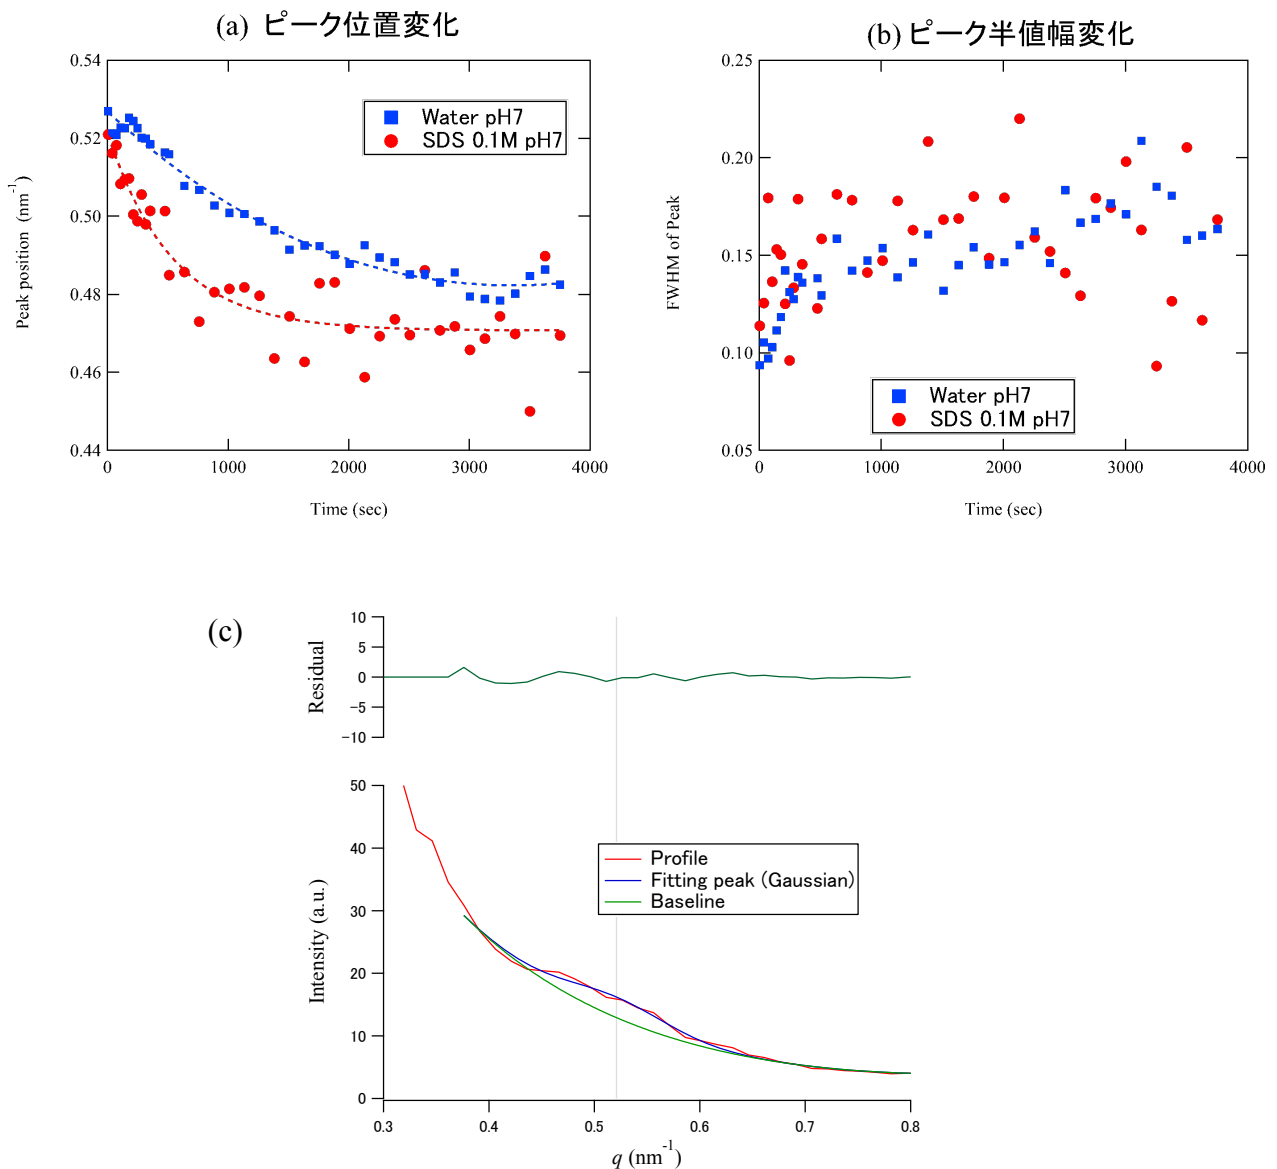 (a) ピーク位置変化
0.54
0.52
0.50
0.48
0.46
0.44
Peak position (nm⁻¹)
Water pH7
SDS 0.1M pH7
0 1000 2000 3000 4000
Time (sec)
(b) ピーク半値幅変化
0.25
0.20
0.15
0.10
0.05
FWHM of Peak
Water pH7
SDS 0.1M pH7
0 1000 2000 3000 4000
Time (sec)
(c)
10
5
0
-5
-10
Residual
50
40
30
20
10
0
Intensity (a.u.)
Profile
Fitting peak (Gaussian)
Baseline
0.3 0.4 0.5 0.6 0.7 0.8
q (nm⁻¹)